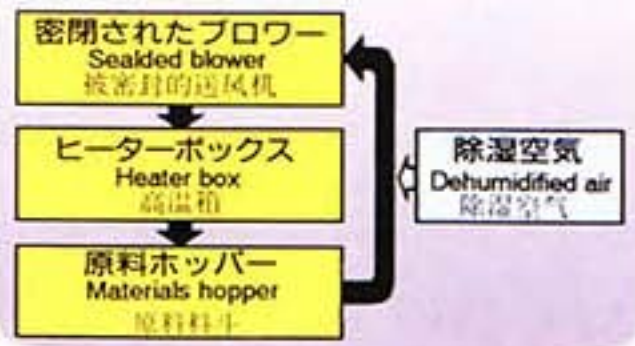 密閉されたブロワー
Sealded blower
被密封的送风机
ヒーターボックス
Heater box
高温箱
除湿空気
Dehumidified air
除湿空气
原料ホッパー
Materials hopper
原料料斗